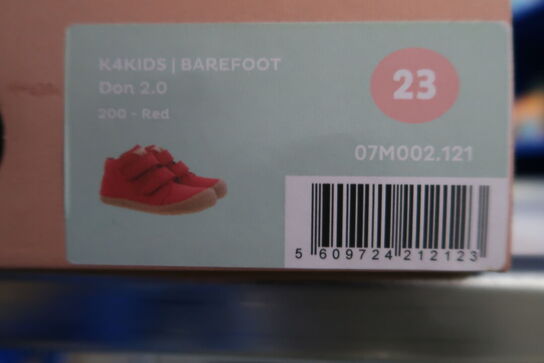 K4KIDS | BAREFOOT
Don 2.0
200 - Red
23
07M002.121
5 609724 212123